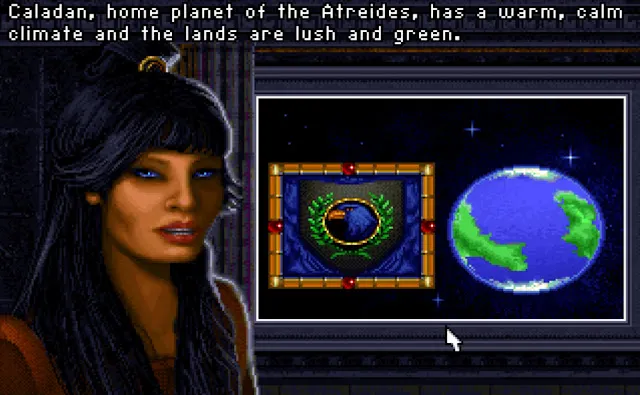 Caladan, home planet of the Atreides, has a warm, calm
climate and the lands are lush and green.